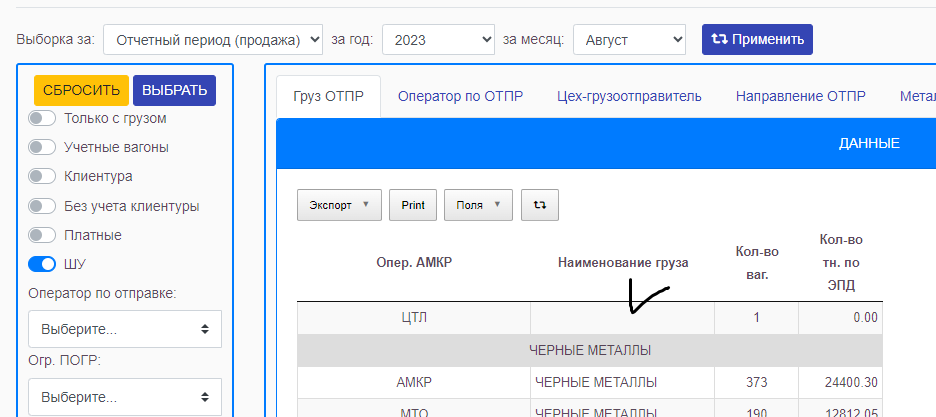 Выборка за: Отчетный период (продажа) за год: 2023 за месяц: Август Применить
СБРОСИТЬ ВЫБРАТЬ
Только с грузом
Учетные вагоны
Клиентура
Без учета клиентуры
Платные
ШУ
Оператор по отправке:
Выберите...
Огр. ПОГР:
Выберите...
Груз ОТПР Оператор по ОТПР Цех-грузоотправитель Направление ОТПР
ДАННЫЕ
Экспорт Print Поля
Опер. АМКР Наименование груза Кол-во ваг. Кол-во тн. по ЭПД
ЦТЛ 1 0.00
ЧЕРНЫЕ МЕТАЛЛЫ
АМКР ЧЕРНЫЕ МЕТАЛЛЫ 373 24400.30
МТО ЧЕРНЫЕ МЕТАЛЛЫ 190 12812.05